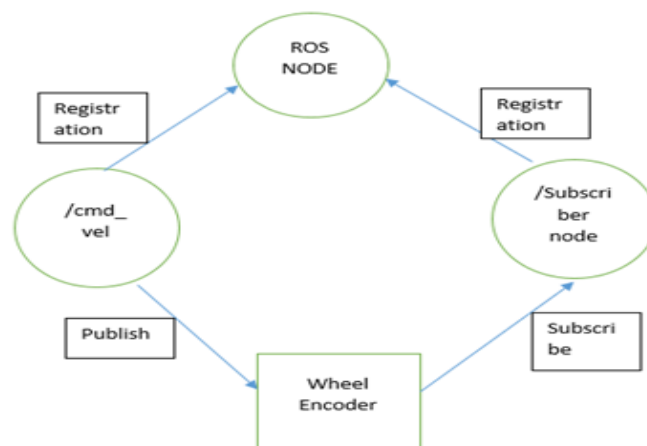 ROS
NODE
Registr
ation
Registr
ation
/cmd_
vel
/Subscri
ber
node
Publish
Subscri
be
Wheel
Encoder